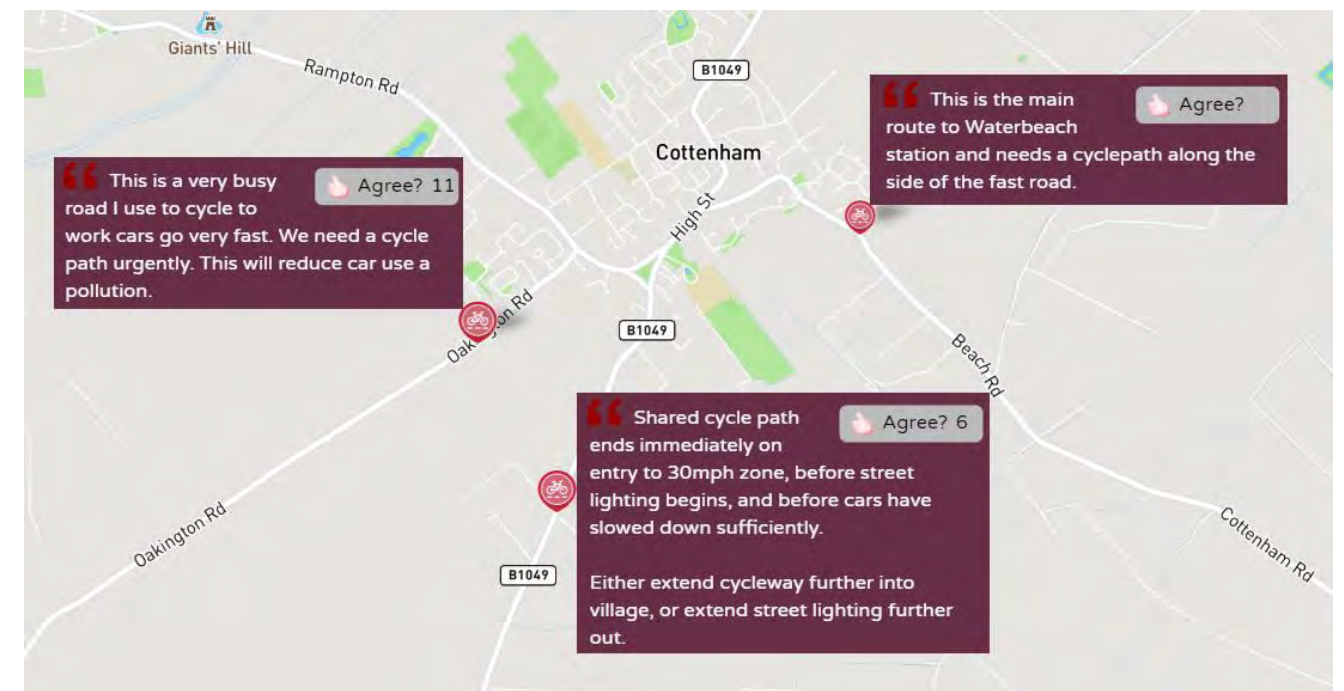 Giants' Hill
Rampton Rd
B1049
Cottenham
High St
“ This is the main
route to Waterbeach
station and needs a cyclepath along the
side of the fast road.
Agree?
“ This is a very busy
road I use to cycle to
work cars go very fast. We need a cycle
path urgently. This will reduce car use a
pollution.
Agree? 11
Oakington Rd
B1049
Beach Rd
“ Shared cycle path
ends immediately on
entry to 30mph zone, before street
lighting begins, and before cars have
slowed down sufficiently.
Either extend cycleway further into
village, or extend street lighting further
out.
Agree? 6
Oakington Rd
B1049
Cottenham Rd